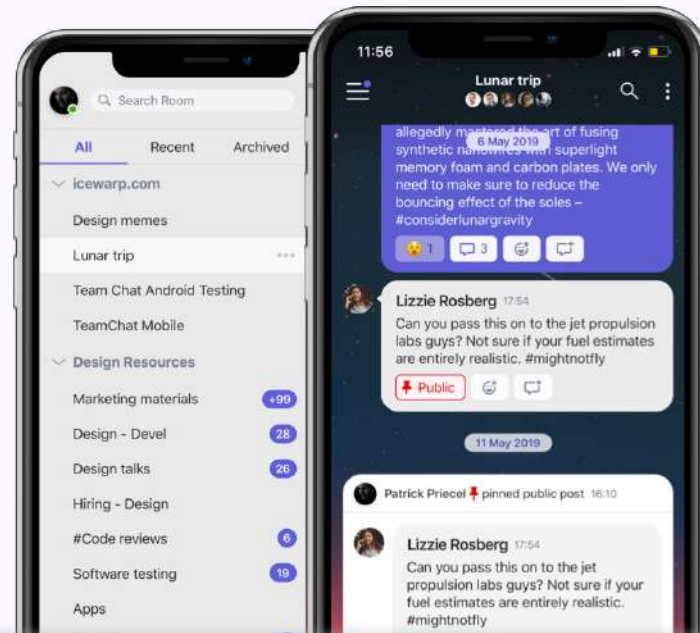 Search Room
All Recent Archived
icewarp.com
Design memes
Lunar trip
Team Chat Android Testing
TeamChat Mobile
Design Resources
Marketing materials +99
Design - Devel 28
Design talks 26
Hiring - Design
#Code reviews 6
Software testing 19
Apps
11:56
Lunar trip
allegedly mastered the art of fusing
6 May 2019
synthetic nanowires with superlight
memory foam and carbon plates. We only
need to make sure to reduce the
bouncing effect of the soles –
#considerlunargravity
1 3
Lizzie Rosberg 17:54
Can you pass this on to the jet propulsion
labs guys? Not sure if your fuel estimates
are entirely realistic. #mightnotfly
Public
11 May 2019
Patrick Priecel pinned public post 16:10
Lizzie Rosberg 17:54
Can you pass this on to the jet
propulsion labs guys? Not sure if your
fuel estimates are entirely realistic.
#mightnotfly